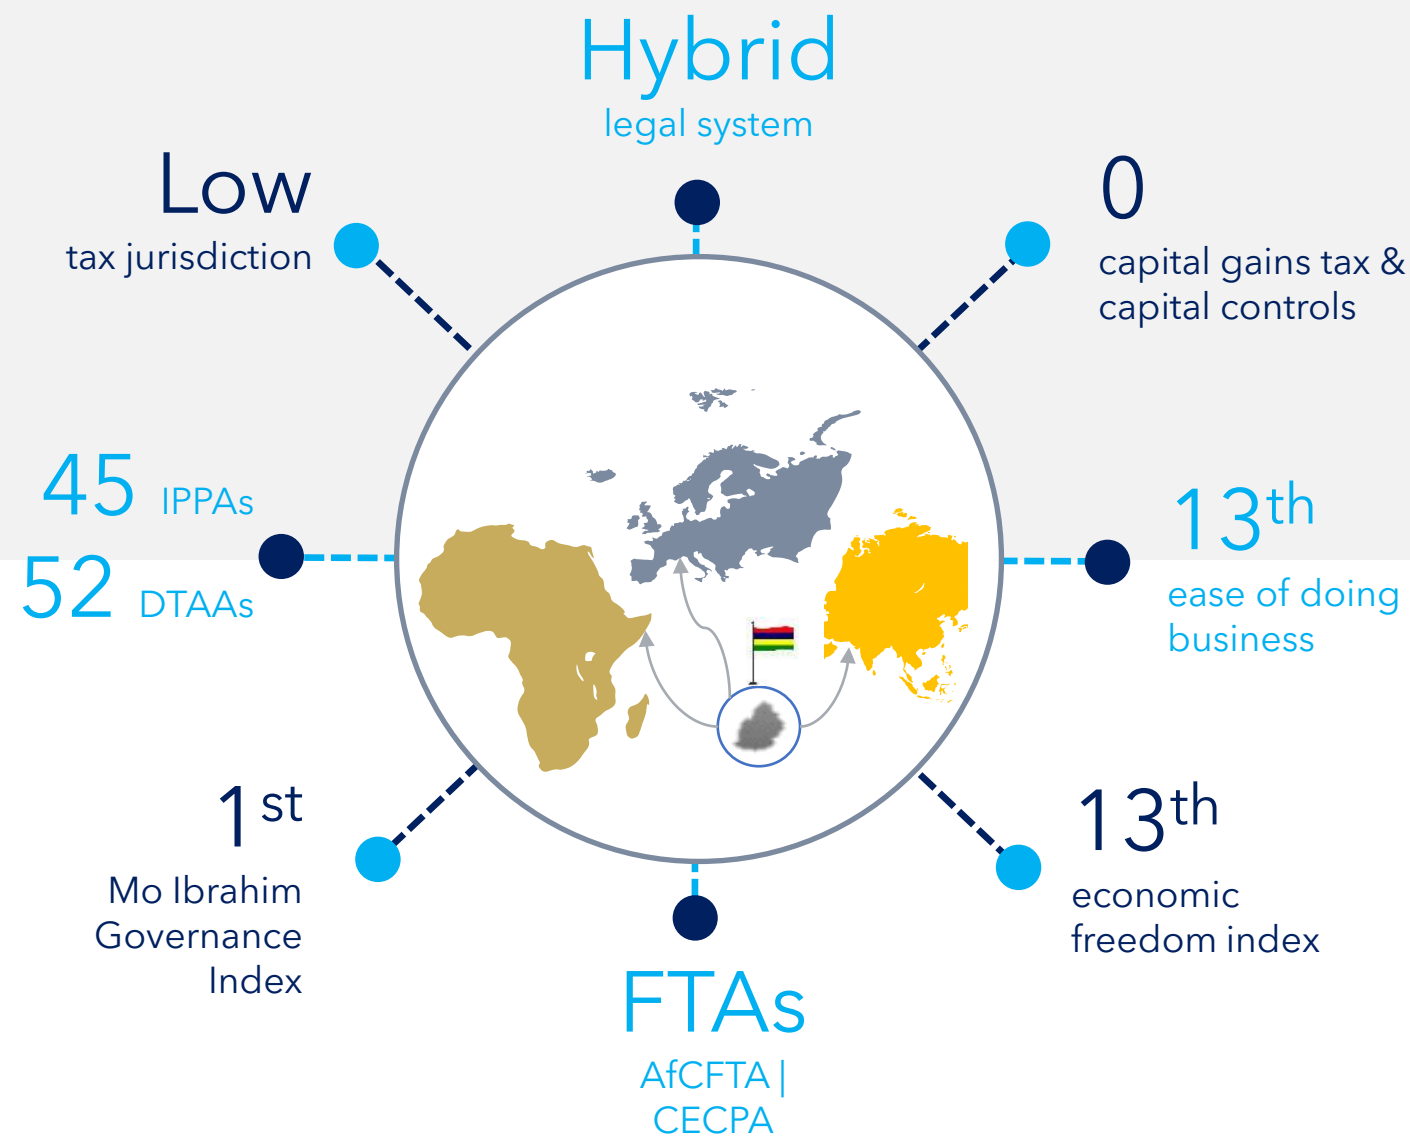 Hybrid
legal system
Low
tax jurisdiction
0
capital gains tax &
capital controls
45 IPPAs
52 DTAAs
13th
ease of doing
business
1st
Mo Ibrahim
Governance
Index
13th
economic
freedom index
FTAs
AfCFTA |
CECPA